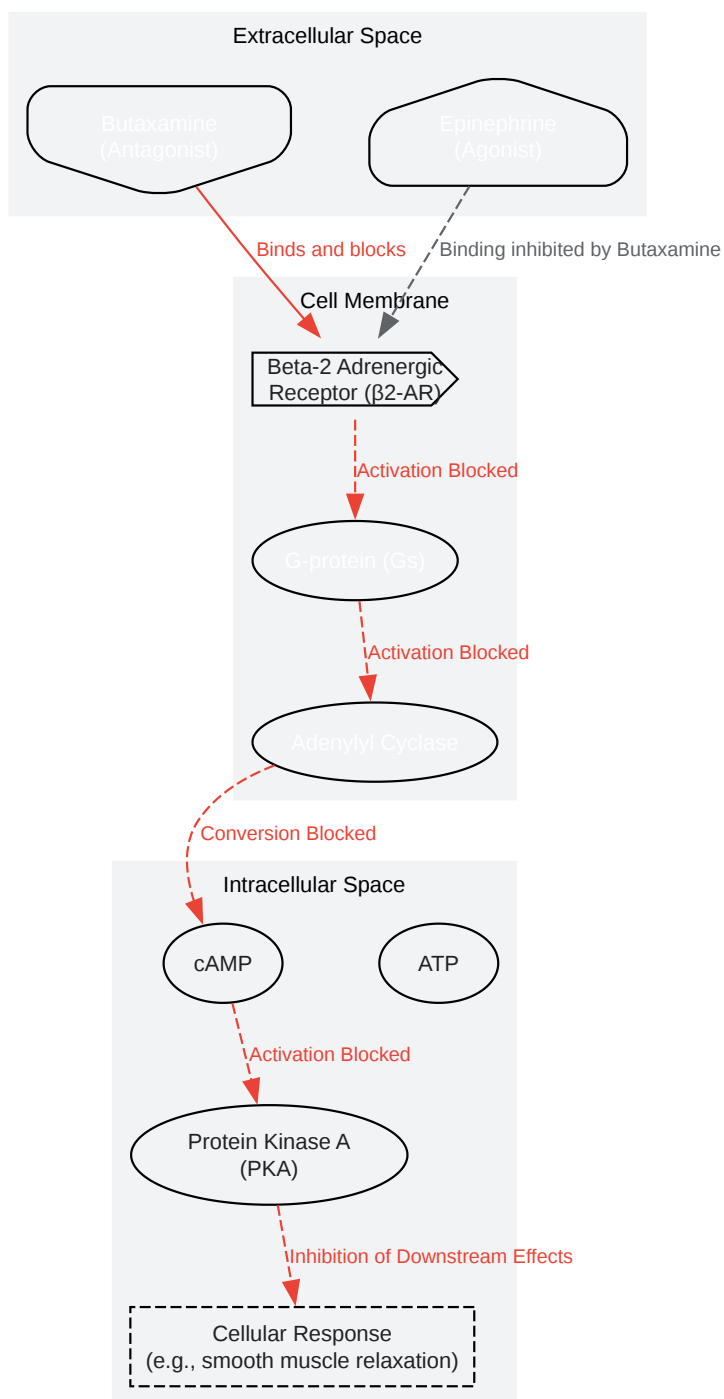 Extracellular Space
Butaxamine
(Antagonist)
Epinephrine
(Agonist)
Binds and blocks
Binding inhibited by Butaxamine
Cell Membrane
Beta-2 Adrenergic
Receptor (β2-AR)
Activation Blocked
G-protein (Gs)
Activation Blocked
Adenylyl Cyclase
Conversion Blocked
Intracellular Space
cAMP
ATP
Activation Blocked
Protein Kinase A
(PKA)
Inhibition of Downstream Effects
Cellular Response
(e.g., smooth muscle relaxation)